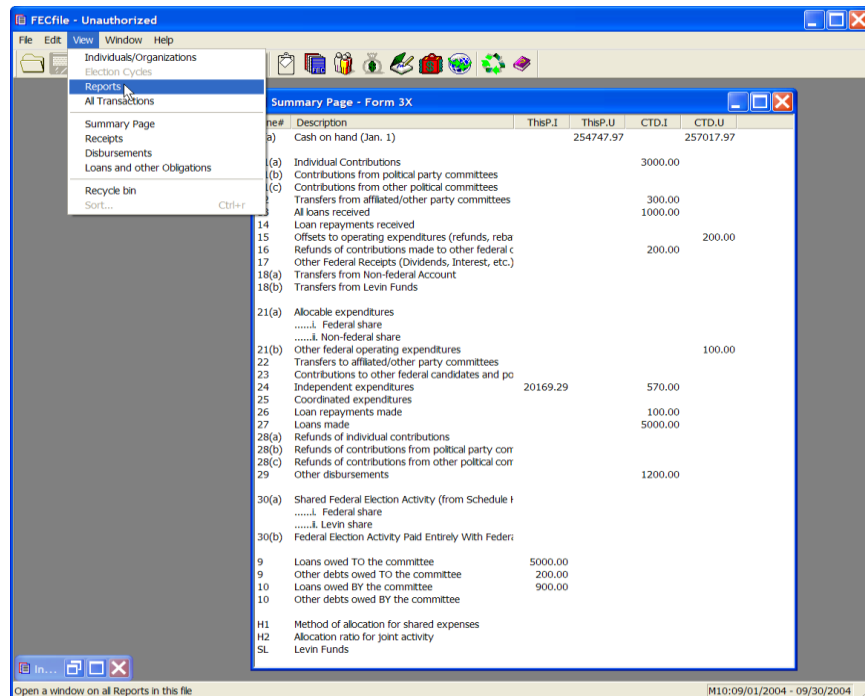 FECfile - Unauthorized
File Edit View Window Help
Individuals/Organizations
Election Cycles
Reports
All Transactions
Summary Page
Receipts
Disbursements
Loans and other Obligations
Recycle bin
Sort... Ctrl+r
Summary Page - Form 3X
ne# Description ThisP.I ThisP.U CTD.I CTD.U
a) Cash on hand (Jan. 1) 254747.97 257017.97
1(a) Individual Contributions 3000.00
1(b) Contributions from political party committees
1(c) Contributions from other political committees
2 Transfers from affiliated/other party committees 300.00
13 All loans received 1000.00
14 Loan repayments received
15 Offsets to operating expenditures (refunds, reba 200.00
16 Refunds of contributions made to other federal c 200.00
17 Other Federal Receipts (Dividends, Interest, etc.)
18(a) Transfers from Non-federal Account
18(b) Transfers from Levin Funds
21(a) Allocable expenditures
......i. Federal share
......ii. Non-federal share
21(b) Other federal operating expenditures 100.00
22 Transfers to affiliated/other party committees
23 Contributions to other federal candidates and po
24 Independent expenditures 20169.29 570.00
25 Coordinated expenditures
26 Loan repayments made 100.00
27 Loans made 5000.00
28(a) Refunds of individual contributions
28(b) Refunds of contributions from political party com
28(c) Refunds of contributions from other political com
29 Other disbursements 1200.00
30(a) Shared Federal Election Activity (from Schedule H
......i. Federal share
......ii. Levin share
30(b) Federal Election Activity Paid Entirely With Federa
9 Loans owed TO the committee 5000.00
9 Other debts owed TO the committee 200.00
10 Loans owed BY the committee 900.00
10 Other debts owed BY the committee
H1 Method of allocation for shared expenses
H2 Allocation ratio for joint activity
SL Levin Funds
In...
Open a window on all Reports in this file M10:09/01/2004 - 09/30/2004